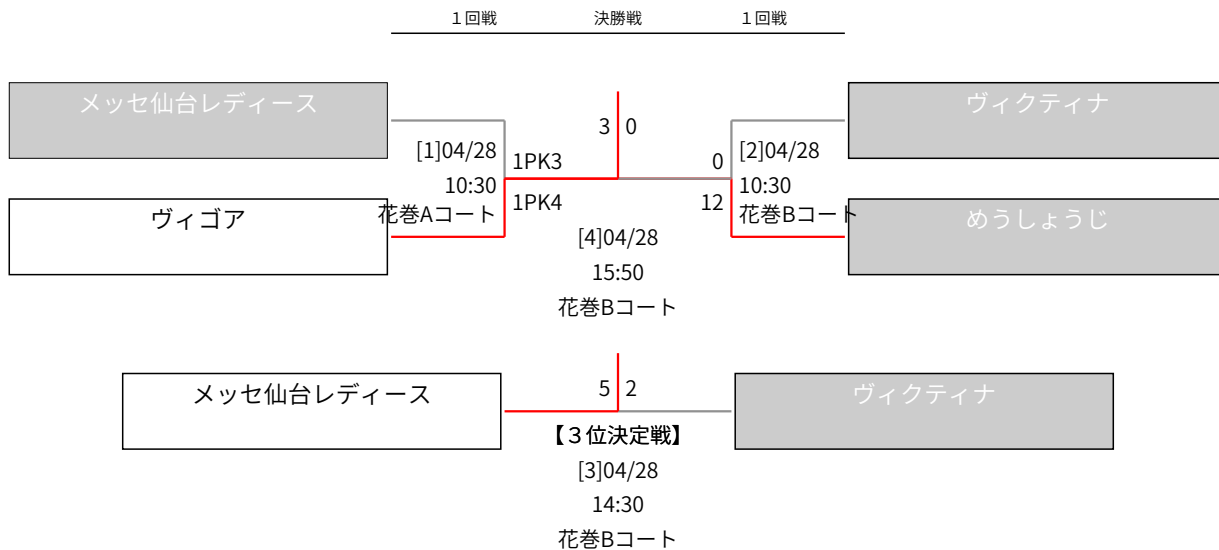 １回戦 決勝戦 １回戦
メッセ仙台レディース
ヴィクティナ
3 0
[1]04/28
10:30
花巻Aコート
1PK3
1PK4
0
12
[2]04/28
10:30
花巻Bコート
ヴィゴア
めうしょうじ
[4]04/28
15:50
花巻Bコート
メッセ仙台レディース
5 2
ヴィクティナ
【３位決定戦】
[3]04/28
14:30
花巻Bコート